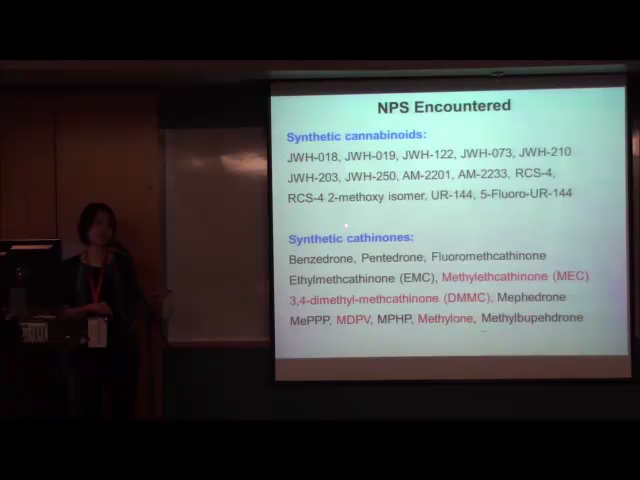 NPS Encountered
Synthetic cannabinoids:
JWH-018, JWH-019, JWH-122, JWH-073, JWH-210
JWH-203, JWH-250, AM-2201, AM-2233, RCS-4,
RCS-4 2-methoxy isomer, UR-144, 5-Fluoro-UR-144
Synthetic cathinones:
Benzedrone, Pentedrone, Fluoromethcathinone
Ethylmethcathinone (EMC), Methylethcathinone (MEC)
3,4-dimethyl-methcathinone (DMMC), Mephedrone
MePPP, MDPV, MPHP, Methylone, Methylbupehdrone